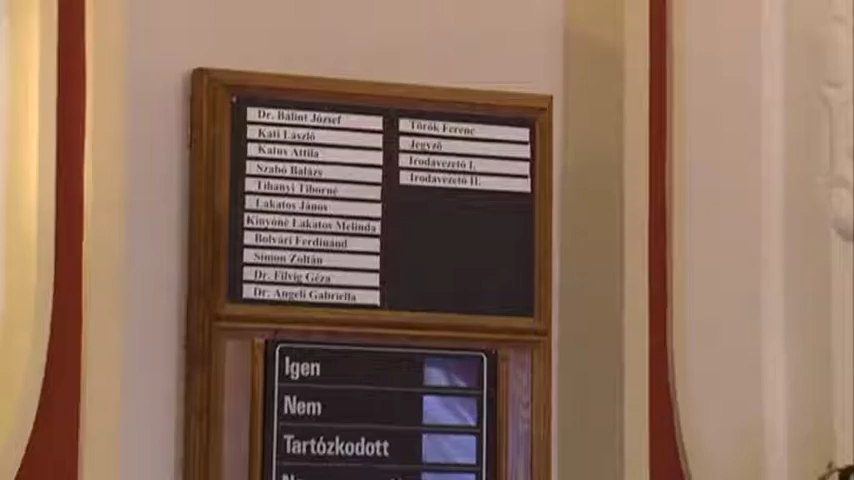 Dr. Bálint József
Kati László
Katus Attila
Szabó Balázs
Tihanyi Tiborné
Lakatos János
Kinyóné Lakatos Melinda
Bolvári Ferdinánd
Simon Zoltán
Dr. Fülvig Géza
Dr. Angeli Gabriella
Török Ferenc
Jegyző
Irodavezető I.
Irodavezető II.
Igen
Nem
Tartózkodott